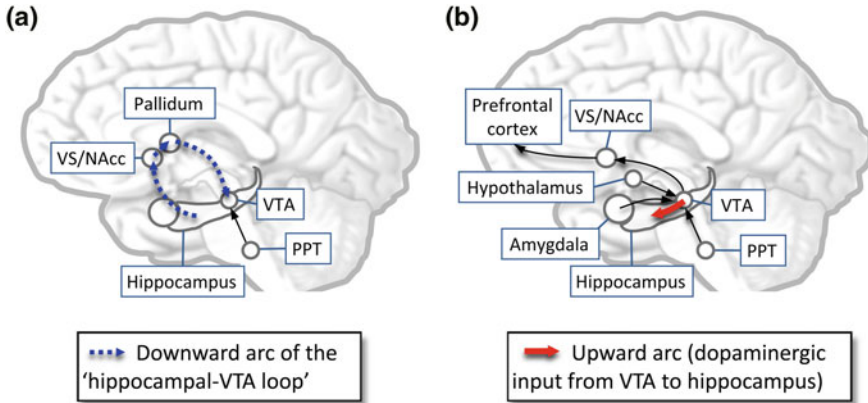 (a)
Pallidum
VS/NAcc
VTA
PPT
Hippocampus
Downward arc of the
‘hippocampal-VTA loop’
(b)
Prefrontal
cortex
VS/NAcc
Hypothalamus
VTA
Amygdala
PPT
Hippocampus
Upward arc (dopaminergic
input from VTA to hippocampus)